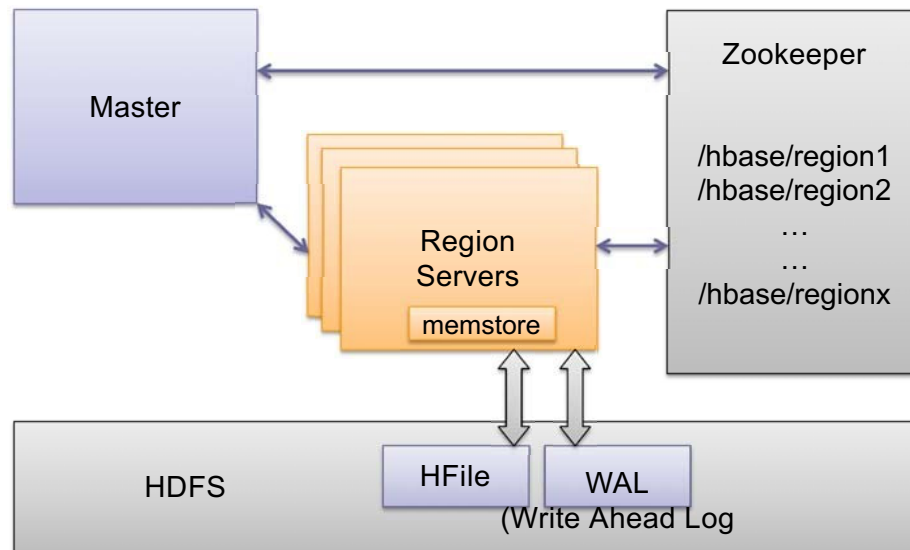 Master
Zookeeper
/hbase/region1
/hbase/region2
...
...
/hbase/regionx
Region
Servers
memstore
HDFS
HFile
WAL
(Write Ahead Log